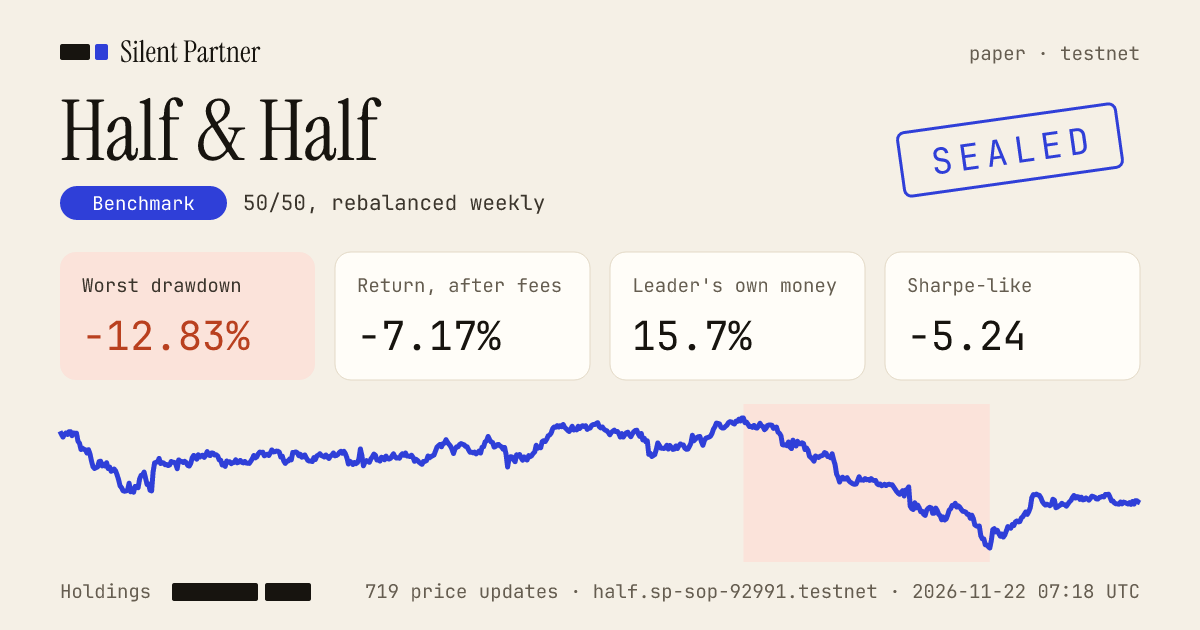 Silent Partner
paper · testnet
Half & Half
SEALED
Benchmark
50/50, rebalanced weekly
Worst drawdown
-12.83%
Return, after fees
-7.17%
Leader's own money
15.7%
Sharpe-like
-5.24
Holdings
719 price updates · half.sp-sop-92991.testnet · 2026-11-22 07:18 UTC